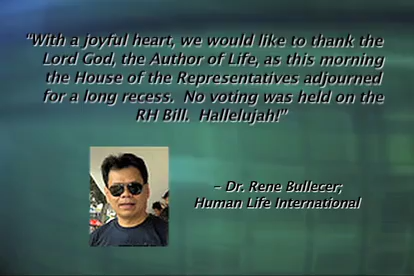 "With a joyful heart, we would like to thank the
Lord God, the Author of Life, as this morning
the House of the Representatives adjourned
for a long recess. No voting was held on the
RH Bill. Hallelujah!"
~ Dr. Rene Bullecer;
Human Life International